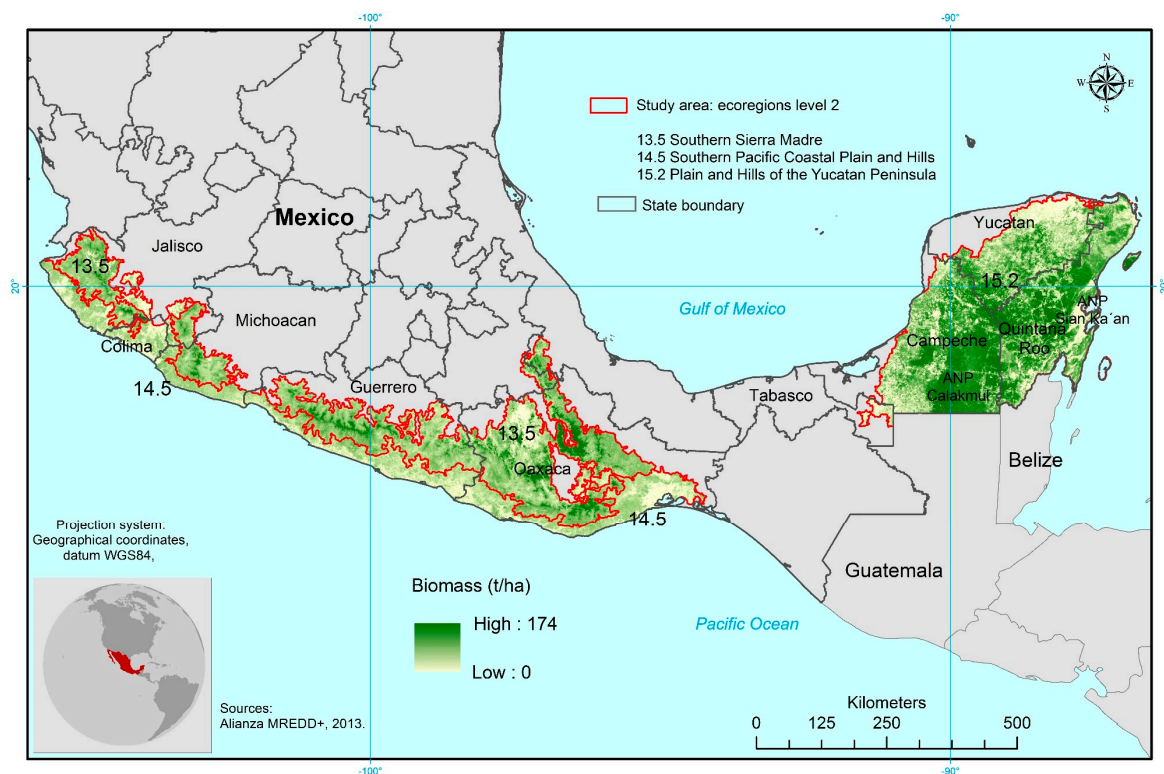 -100°
-90°
N
W E
S
Study area: ecoregions level 2
13.5 Southern Sierra Madre
14.5 Southern Pacific Coastal Plain and Hills
15.2 Plain and Hills of the Yucatan Peninsula
State boundary
Mexico
Yucatan
Jalisco
13.5
20°
15.2
20°
ANP
Sian Ka´an
Gulf of Mexico
Michoacan
Quintana
Roo
Campeche
Colima
14.5
Guerrero
ANP
Calakmul
Tabasco
13.5
Oaxaca
Belize
14.5
Projection system:
Geographical coordinates,
datum WGS84,
Guatemala
Biomass (t/ha)
High : 174
Low : 0
Pacific Ocean
Sources:
Alianza MREDD+, 2013.
Kilometers
0 125 250 500
-100°
-90°